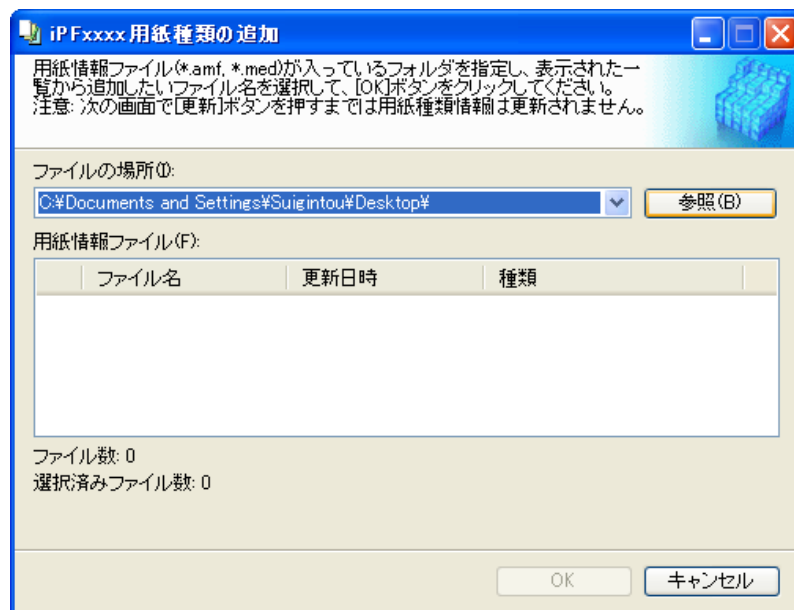 iPFxxxx用紙種類の追加
用紙情報ファイル(*.amf, *.med)が入っているフォルダを指定し、表示された一
覧から追加したいファイル名を選択して、[OK]ボタンをクリックしてください。
注意: 次の画面で[更新]ボタンを押すまでは用紙種類情報は更新されません。
ファイルの場所(I):
C:¥Documents and Settings¥Suigintou¥Desktop¥
参照(B)
用紙情報ファイル(F):
ファイル名 更新日時 種類
ファイル数: 0
選択済みファイル数: 0
OK キャンセル